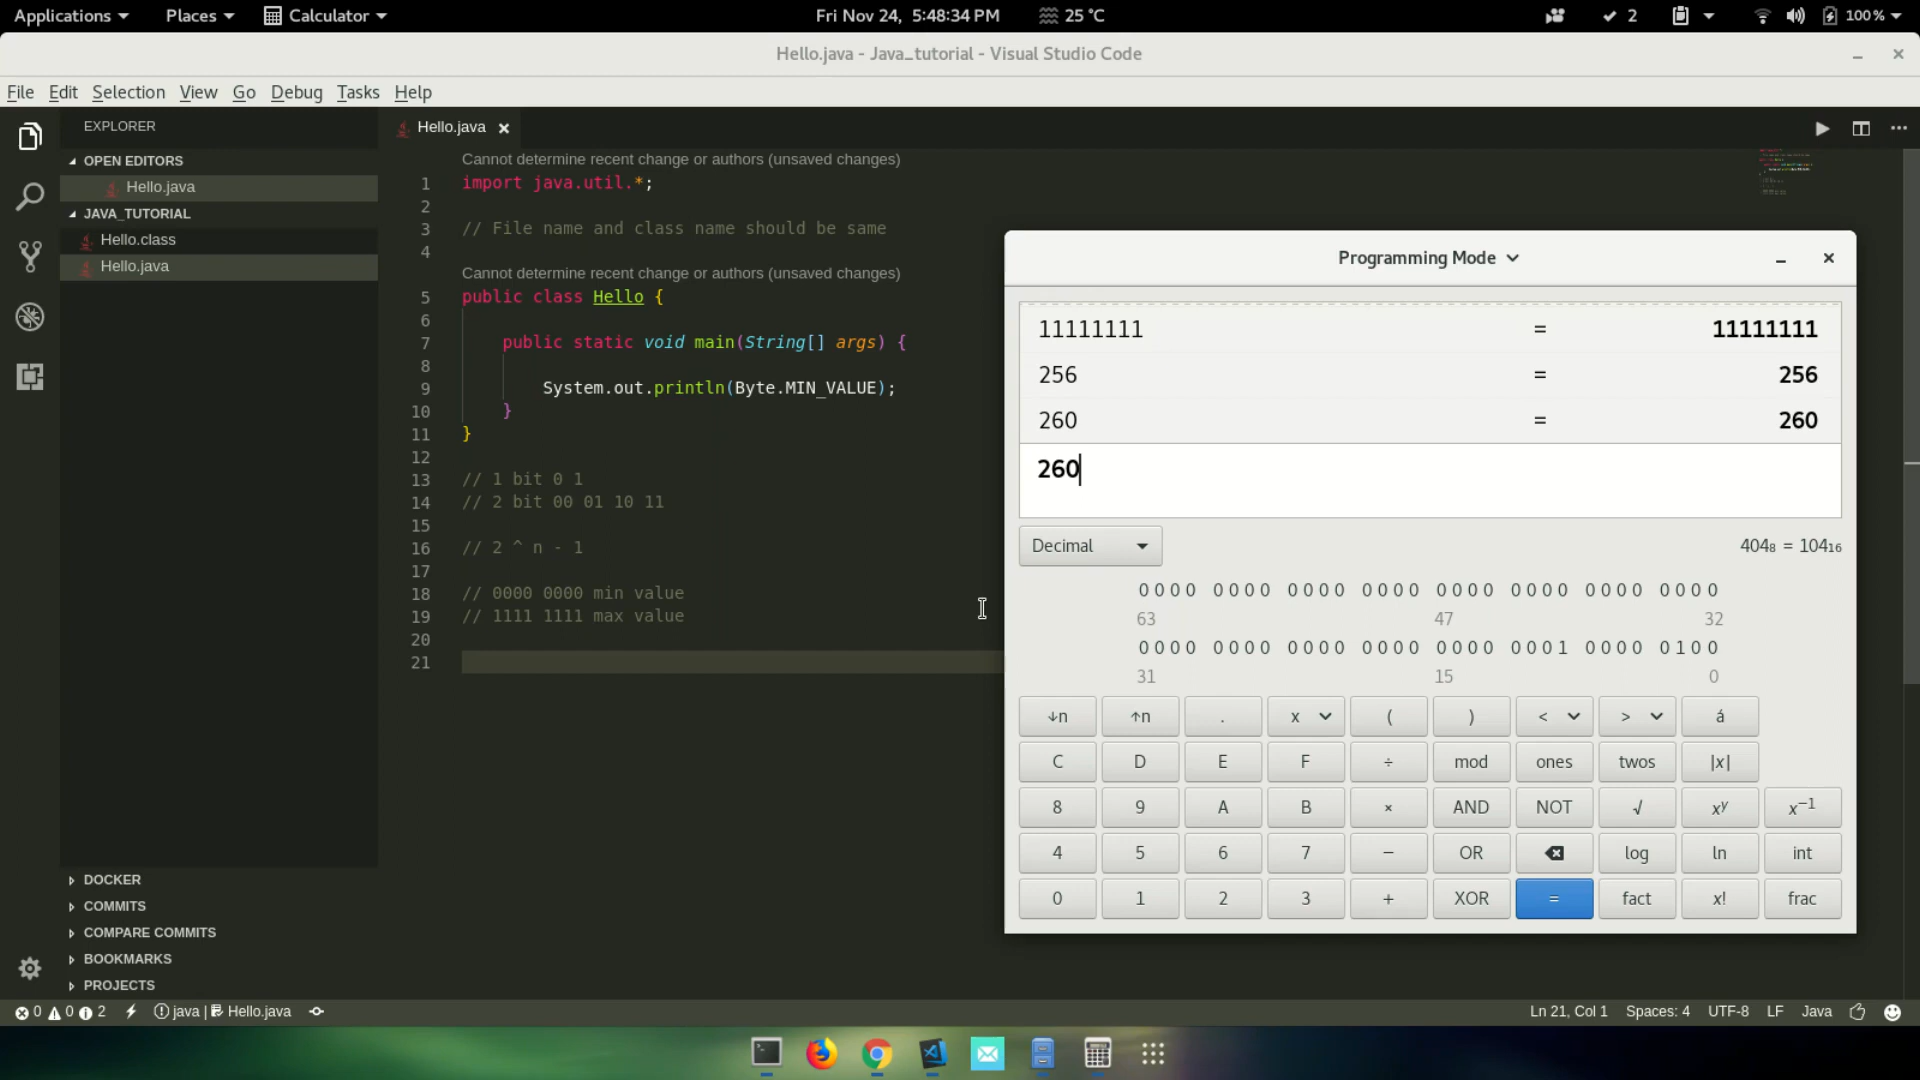 Applications Places Calculator Fri Nov 24, 5:48:34 PM 25 °C 2 100%
Hello.java - Java_tutorial - Visual Studio Code
File Edit Selection View Go Debug Tasks Help
EXPLORER
OPEN EDITORS
Hello.java
JAVA_TUTORIAL
Hello.class
Hello.java
DOCKER
COMMITS
COMPARE COMMITS
BOOKMARKS
PROJECTS
Hello.java
Cannot determine recent change or authors (unsaved changes)
1 import java.util.*;
2
3 // File name and class name should be same
4
Cannot determine recent change or authors (unsaved changes)
5 public class Hello {
6
7 public static void main(String[] args) {
8
9 System.out.println(Byte.MIN_VALUE);
10 }
11 }
12
13 // 1 bit 0 1
14 // 2 bit 00 01 10 11
15
16 // 2 ^ n - 1
17
18 // 0000 0000 min value
19 // 1111 1111 max value
20
21
Programming Mode
11111111 = 11111111
256 = 256
260 = 260
260
Decimal 404₈ = 104₁₆
0000 0000 0000 0000 0000 0000 0000 0000
63 47 32
0000 0000 0000 0000 0000 0001 0000 0100
31 15 0
↓n ↑n . x ( ) < > á
C D E F ÷ mod ones twos |x|
8 9 A B × AND NOT √ xʸ x⁻¹
4 5 6 7 − OR log ln int
0 1 2 3 + XOR = fact x! frac
0 0 2 java | Hello.java Ln 21, Col 1 Spaces: 4 UTF-8 LF Java